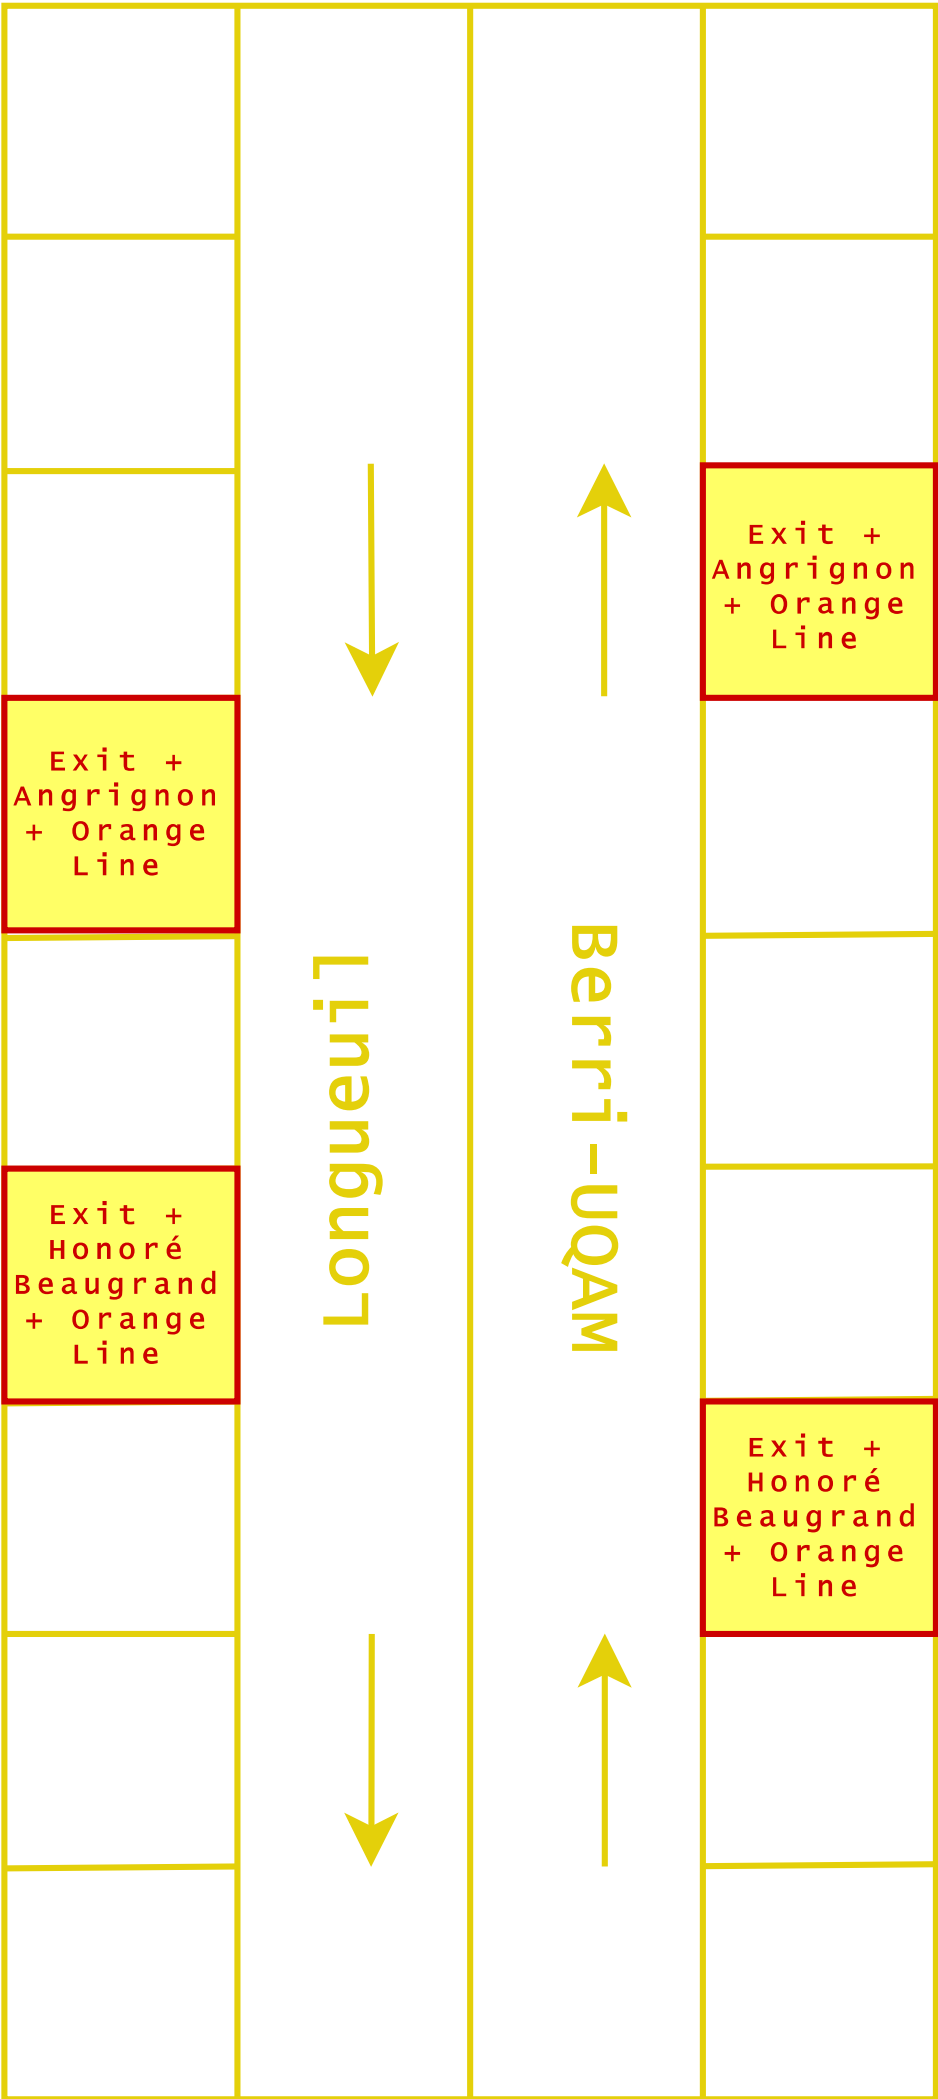 Exit +
Angrignon
+ Orange
Line
Exit +
Angrignon
+ Orange
Line
Longueuil
Berri-UQAM
Exit +
Honoré
Beaugrand
+ Orange
Line
Exit +
Honoré
Beaugrand
+ Orange
Line